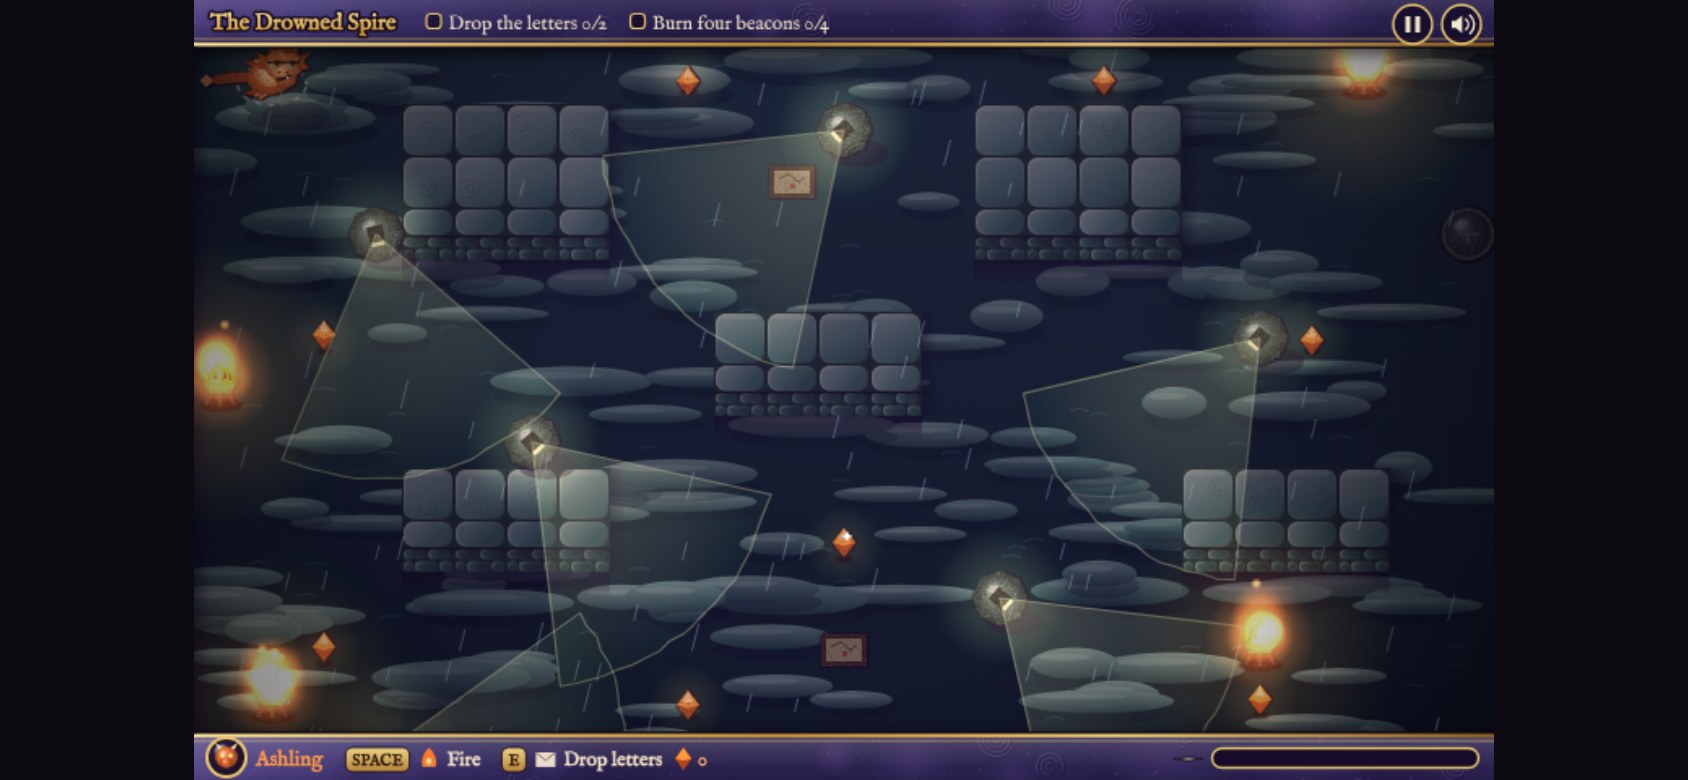 The Drowned Spire Drop the letters 0/2 Burn four beacons 0/4
Ashling SPACE Fire E Drop letters 0